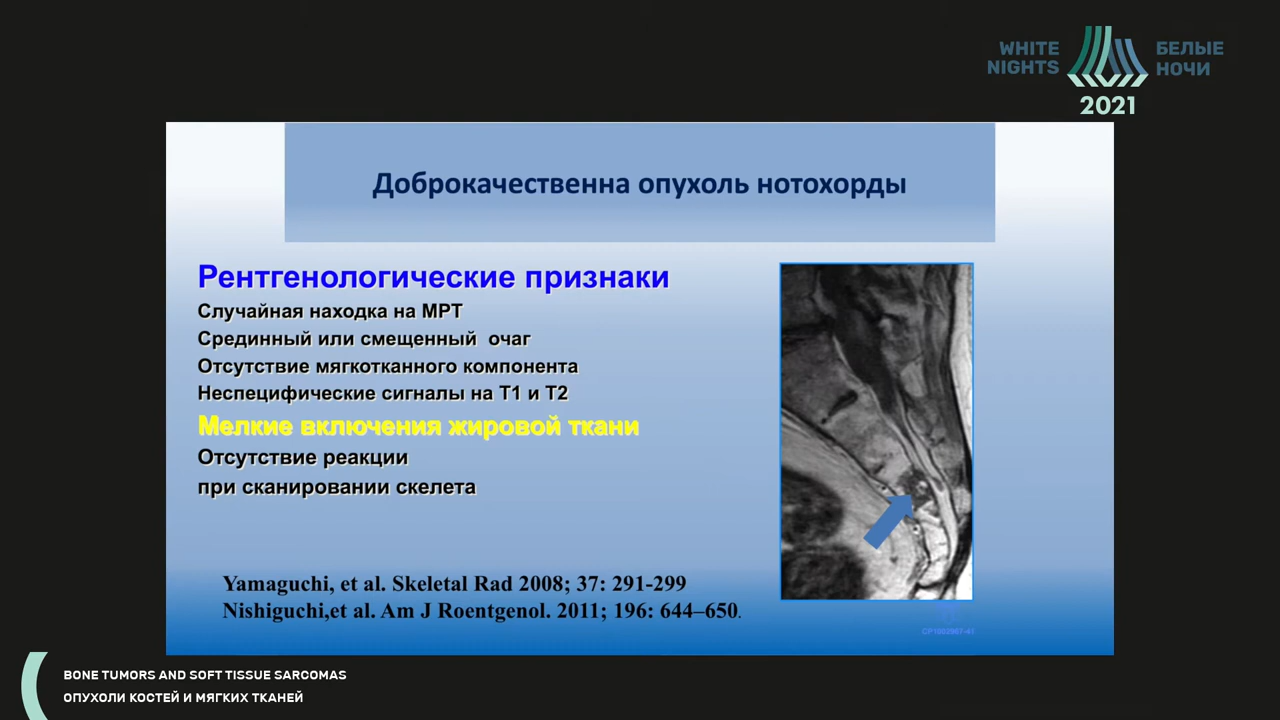 WHITE
NIGHTS
БЕЛЫЕ
НОЧИ
2021
Доброкачественна опухоль нотохорды
Рентгенологические признаки
Случайная находка на МРТ
Срединный или смещенный очаг
Отсутствие мягкотканного компонента
Неспецифические сигналы на Т1 и Т2
Мелкие включения жировой ткани
Отсутствие реакции
при сканировании скелета
Yamaguchi, et al. Skeletal Rad 2008; 37: 291-299
Nishiguchi,et al. Am J Roentgenol. 2011; 196: 644–650.
BONE TUMORS AND SOFT TISSUE SARCOMAS
ОПУХОЛИ КОСТЕЙ И МЯГКИХ ТКАНЕЙ